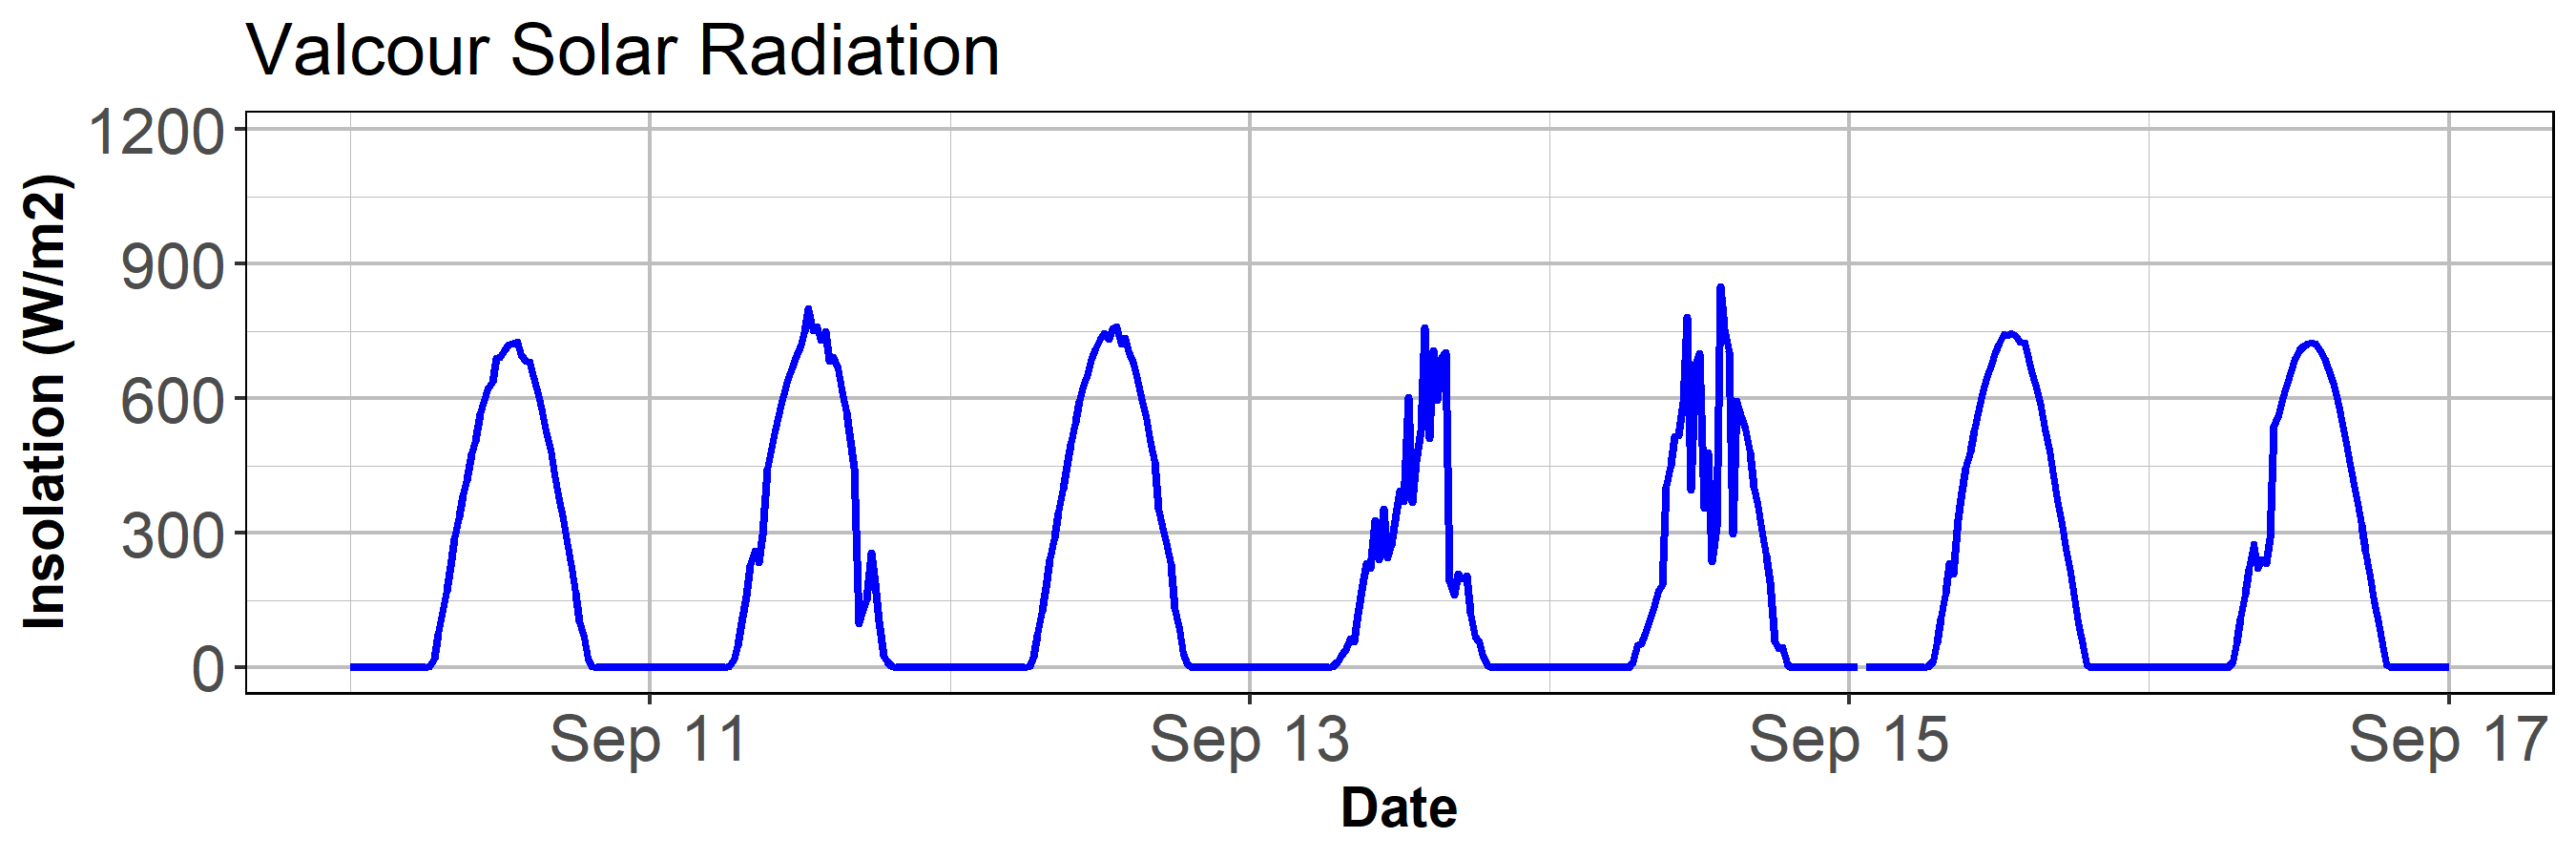 Valcour Solar Radiation
1200
900
600
300
0
Insolation (W/m2)
Sep 11
Sep 13
Sep 15
Sep 17
Date